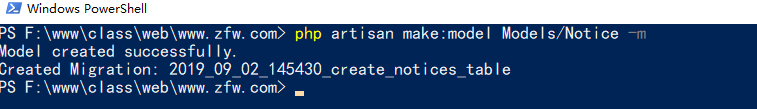 Windows PowerShell
PS F:\www\class\web\www.zfw.com> php artisan make:model Models/Notice -m
Model created successfully.
Created Migration: 2019_09_02_145430_create_notices_table
PS F:\www\class\web\www.zfw.com>